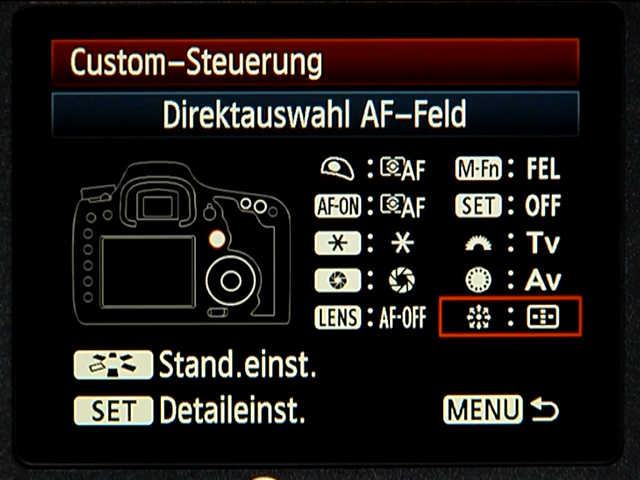 Custom-Steuerung
Direktauswahl AF-Feld
: AF M-Fn : FEL
AF-ON : AF SET : OFF
: : Tv
: : Av
LENS : AF-OFF :
Stand.einst.
SET Detaileinst. MENU